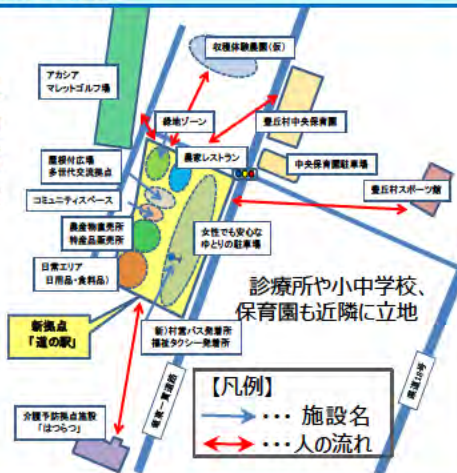 収穫体験農園(仮)
アカシア
マレットゴルフ場
緑地ゾーン
豊丘村中央保育園
農家レストラン
屋根付広場
多世代交流拠点
中央保育園駐車場
豊丘村スポーツ館
コミュニティスペース
農産物直売所
特産品販売所
女性でも安心な
ゆとりの駐車場
日常エリア
日用品・食料品)
診療所や小中学校、
保育園も近隣に立地
新拠点
「道の駅」
新)村営バス発着所
福祉タクシー発着所
【凡例】
・・・ 施設名
・・・人の流れ
介護予防拠点施設
「はつらつ」
竜東一貫道路